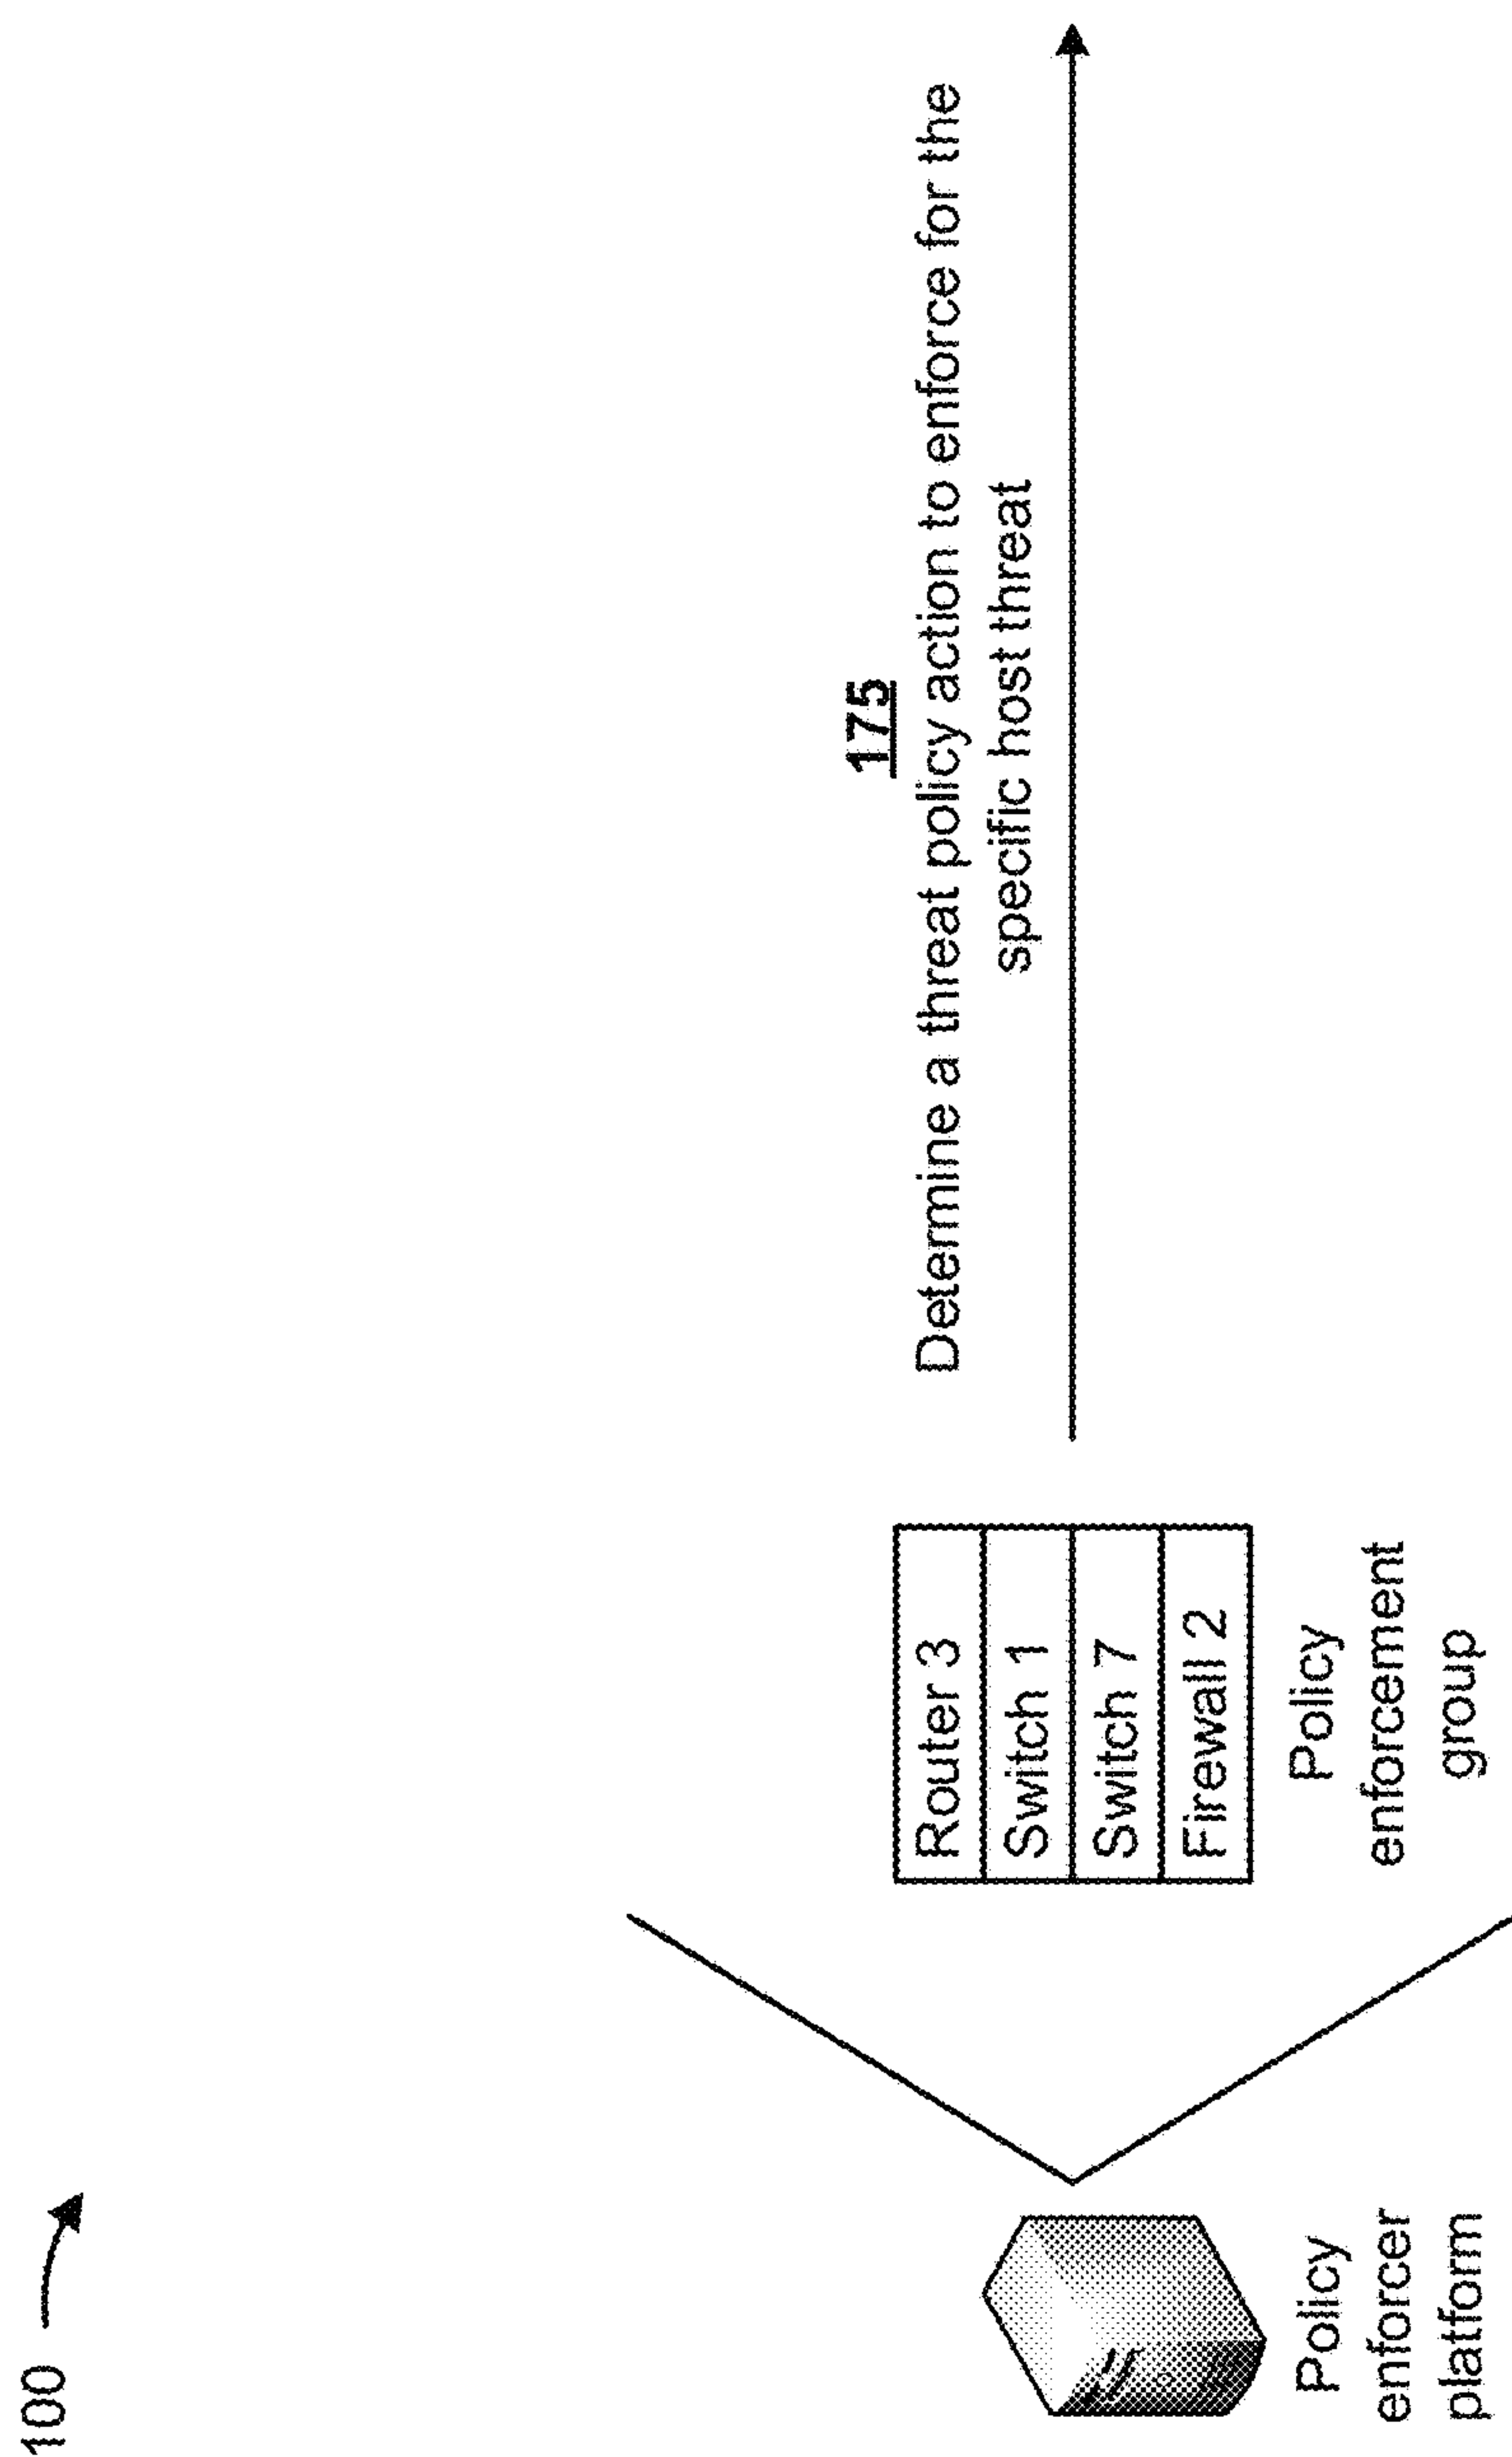 100
175
Determine a threat policy action to enforce for the
specific host threat
Router 3
Switch 1
Switch 7
Firewall 2
Policy
enforcement
group
Policy
enforcer
platform